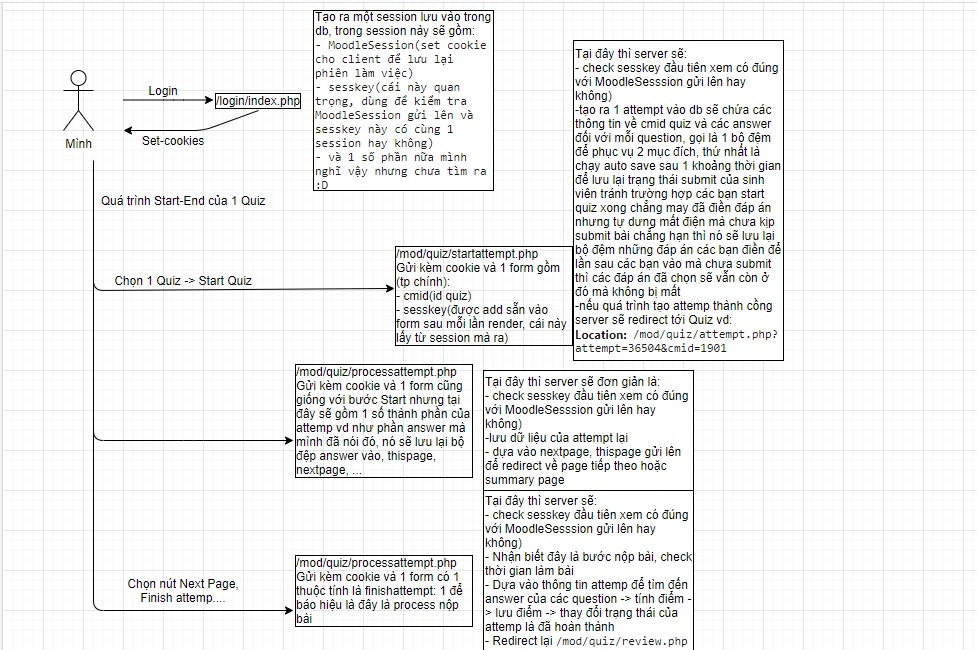 Tạo ra một session lưu vào trong
db, trong session này sẽ gồm:
- MoodleSession(set cookie
cho client để lưu lại
phiên làm việc)
- sesskey(cái này quan
trọng, dùng để kiểm tra
MoodleSession gửi lên và
sesskey này có cùng 1
session hay không)
- và 1 số phần nữa mình
nghĩ vậy nhưng chưa tìm ra
:D
Login
/login/index.php
Set-cookies
Mình
Quá trình Start-End của 1 Quiz
Tại đây thì server sẽ:
- check sesskey đầu tiên xem có đúng
với MoodleSesssion gửi lên hay
không)
-tạo ra 1 attempt vào db sẽ chứa các
thông tin về cmid quiz và các answer
đối với mỗi question, gọi là 1 bộ đệm
để phục vụ 2 mục đích, thứ nhất là
chạy auto save sau 1 khoảng thời gian
để lưu lại trạng thái submit của sinh
viên tránh trường hợp các bạn start
quiz xong chẳng may đã điền đáp án
nhưng tự dưng mất điện mà chưa kịp
submit bài chẳng hạn thì nó sẽ lưu lại
bộ đệm những đáp án các bạn điền để
lần sau các bạn vào mà chưa submit
thì các đáp án đã chọn sẽ vẫn còn ở
đó mà không bị mất
-nếu quá trình tạo attemp thành công
server sẽ redirect tới Quiz vd:
Location: /mod/quiz/attempt.php?
attempt=36504&cmid=1901
Chọn 1 Quiz -> Start Quiz
/mod/quiz/startattempt.php
Gửi kèm cookie và 1 form gồm
(tp chính):
- cmid(id quiz)
- sesskey(được add sẵn vào
form sau mỗi lần render, cái này
lấy từ session mà ra)
/mod/quiz/processattempt.php
Gửi kèm cookie và 1 form cũng
giống với bước Start nhưng tại
đây sẽ gồm 1 số thành phần của
attemp vd như phần answer mà
mình đã nói đó, nó sẽ lưu lại bộ
đệp answer vào, thispage,
nextpage, ...
Tại đây thì server sẽ đơn giản là:
- check sesskey đầu tiên xem có đúng
với MoodleSesssion gửi lên hay
không)
-lưu dữ liệu của attempt lại
- dựa vào nextpage, thispage gửi lên
để redirect về page tiếp theo hoặc
summary page
Chọn nút Next Page,
Finish attemp....
/mod/quiz/processattempt.php
Gửi kèm cookie và 1 form có 1
thuộc tính là finishattempt: 1 để
báo hiệu là đây là process nộp
bài
Tại đây thì server sẽ:
- check sesskey đầu tiên xem có đúng
với MoodleSesssion gửi lên hay
không)
- Nhận biết đây là bước nộp bài, check
thời gian làm bài
- Dựa vào thông tin attemp để tìm đến
answer của các question -> tính điểm -
> lưu điểm -> thay đổi trạng thái của
attemp là đã hoàn thành
- Redirect lại /mod/quiz/review.php